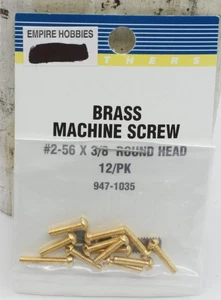 EMPIRE HOBBIES
THERS
BRASS
MACHINE SCREW
#2-56 X 3/8" ROUND HEAD
12/PK
947-1035